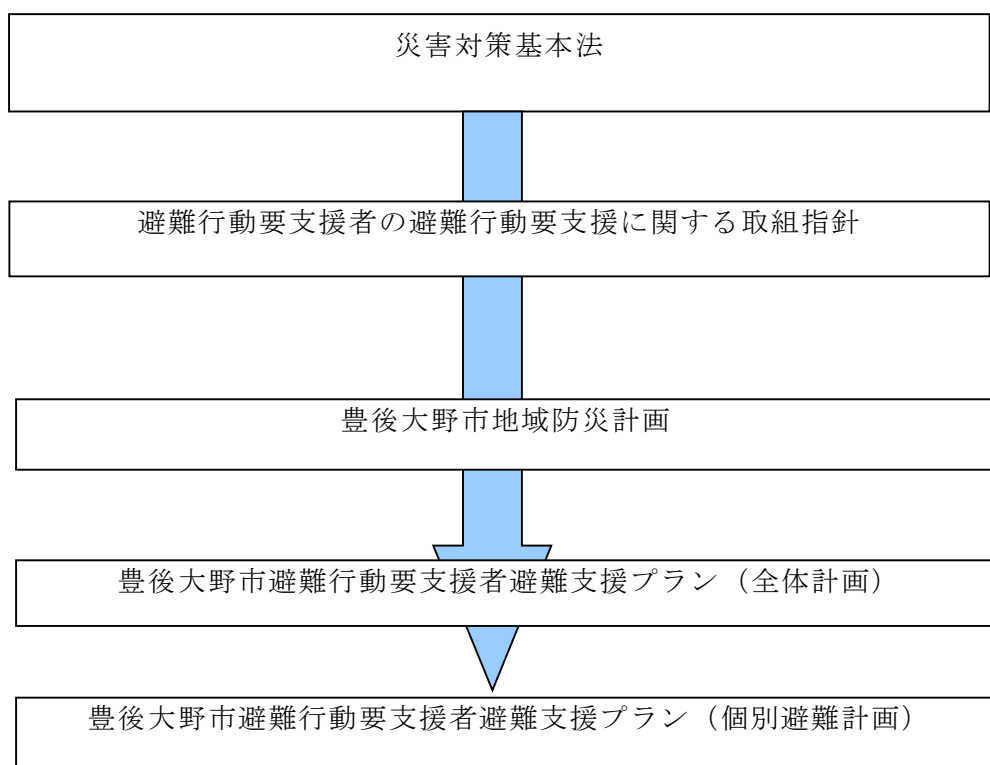 災害対策基本法
避難行動要支援者の避難行動要支援に関する取組指針
豊後大野市地域防災計画
豊後大野市避難行動要支援者避難支援プラン（全体計画）
豊後大野市避難行動要支援者避難支援プラン（個別避難計画）